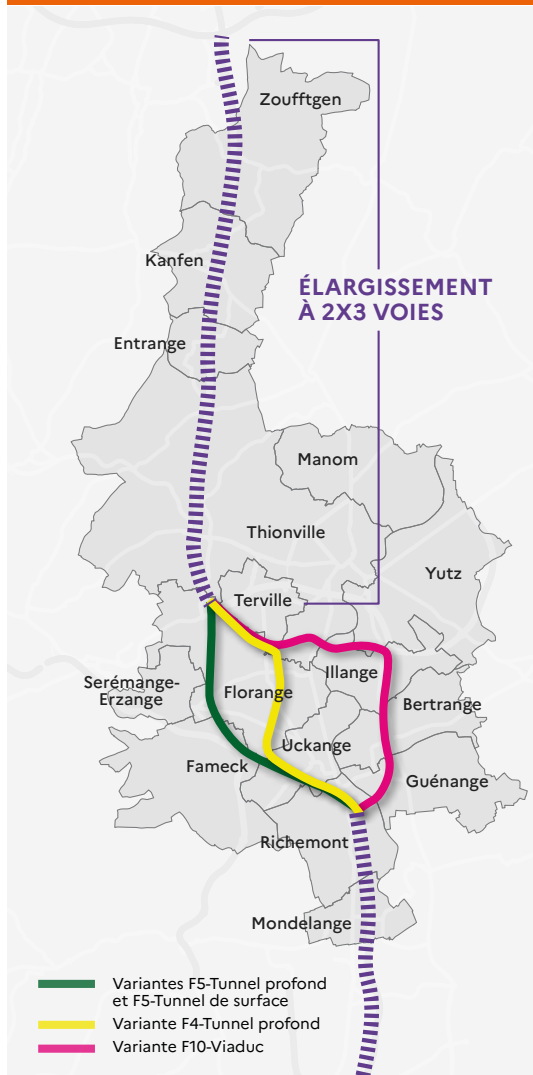 Zoufftgen
Kanfen
ÉLARGISSEMENT
À 2X3 VOIES
Entrange
Manom
Thionville
Yutz
Terville
Serémange-
Erzange
Florange
Illange
Bertrange
Uckange
Fameck
Guénange
Richemont
Mondelange
Variantes F5-Tunnel profond
et F5-Tunnel de surface
Variante F4-Tunnel profond
Variante F10-Viaduc